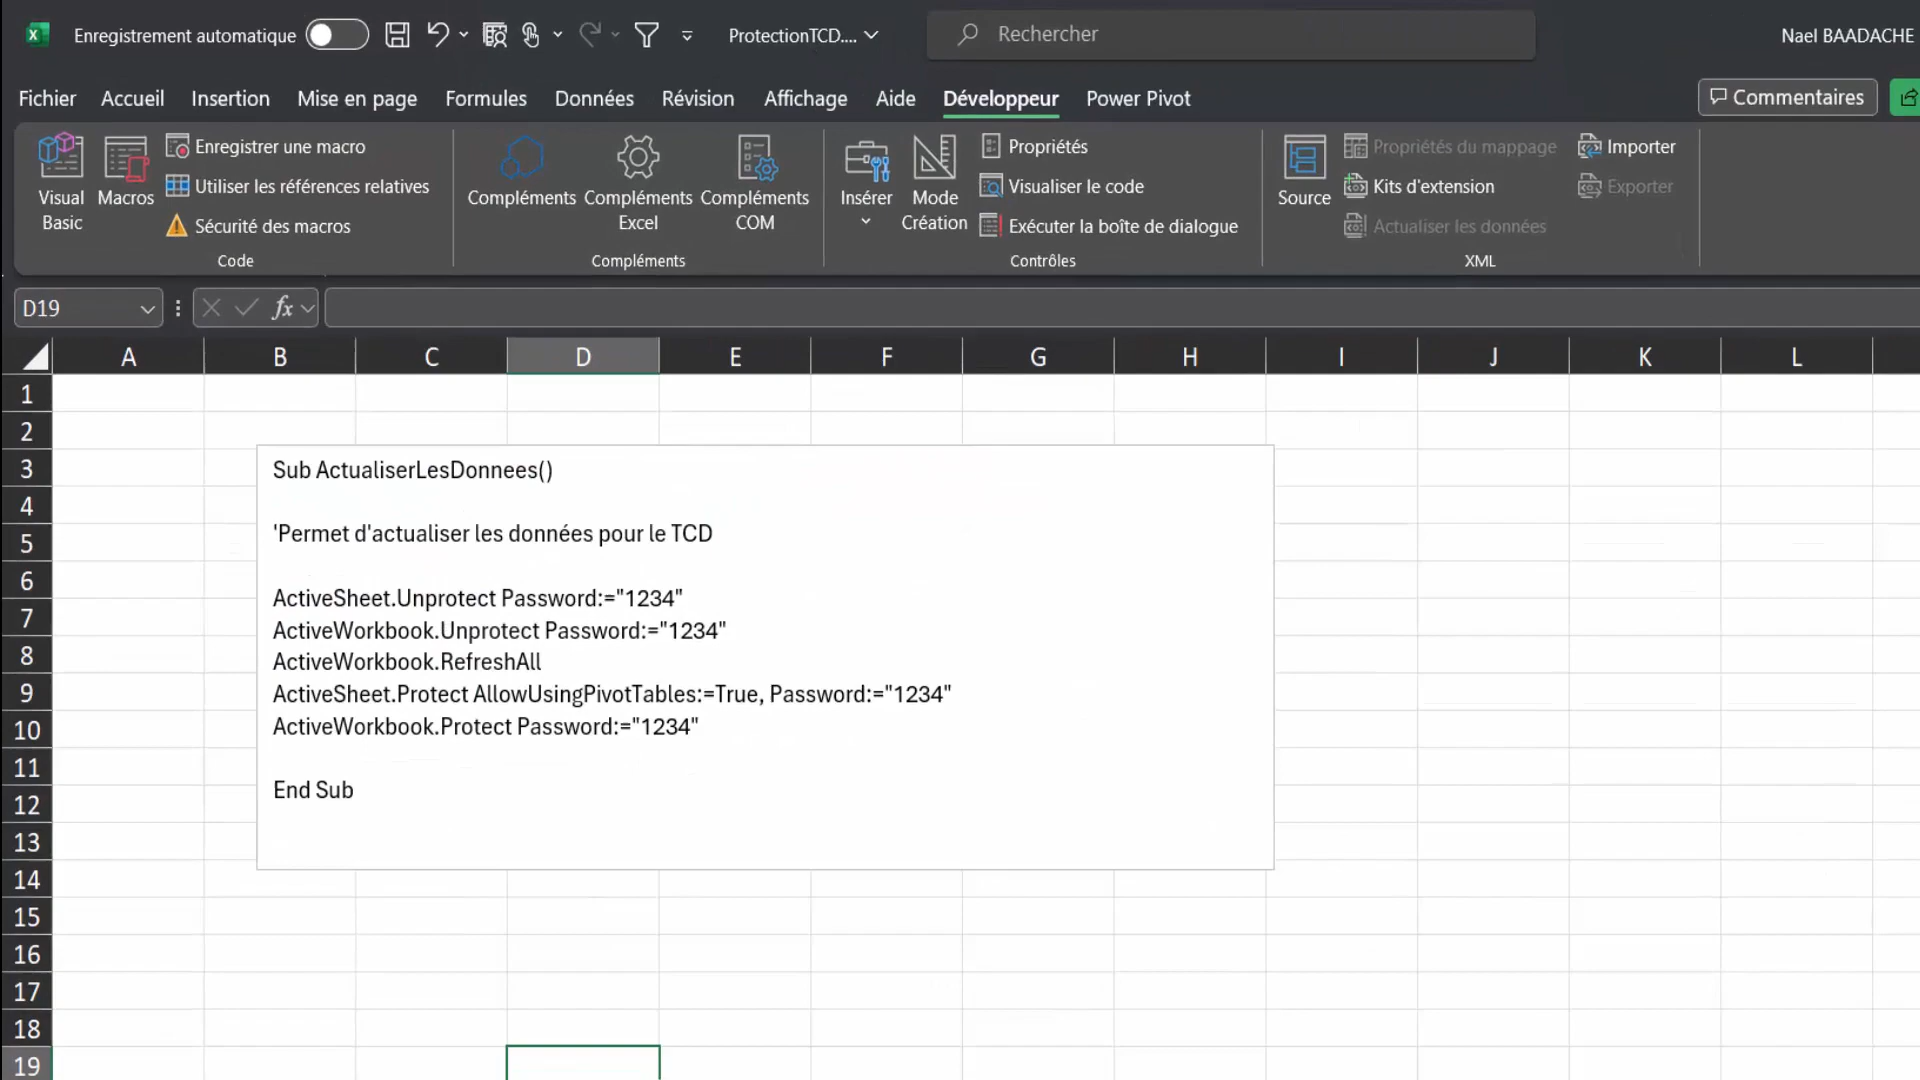 Enregistrement automatique
ProtectionTCD....
Rechercher
Nael BAADACHE
Fichier Accueil Insertion Mise en page Formules Données Révision Affichage Aide Développeur Power Pivot
Commentaires
Visual Basic
Macros
Enregistrer une macro
Utiliser les références relatives
Sécurité des macros
Code
Compléments
Compléments Excel
Compléments COM
Compléments
Insérer
Mode Création
Propriétés
Visualiser le code
Exécuter la boîte de dialogue
Contrôles
Source
Propriétés du mappage
Kits d'extension
Actualiser les données
Importer
Exporter
XML
D19
fx
A B C D E F G H I J K L
1
2
3
4
5
6
7
8
9
10
11
12
13
14
15
16
17
18
19
Sub ActualiserLesDonnees()
'Permet d'actualiser les données pour le TCD
ActiveSheet.Unprotect Password:="1234"
ActiveWorkbook.Unprotect Password:="1234"
ActiveWorkbook.RefreshAll
ActiveSheet.Protect AllowUsingPivotTables:=True, Password:="1234"
ActiveWorkbook.Protect Password:="1234"
End Sub